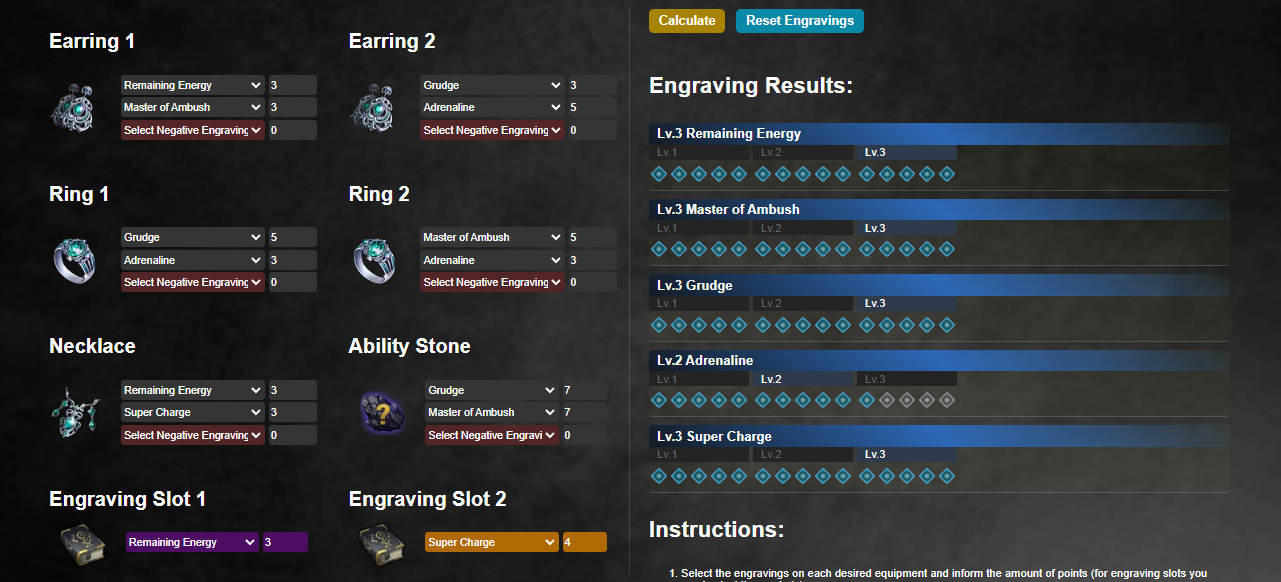 Earring 1
Remaining Energy 3
Master of Ambush 3
Select Negative Engraving 0
Earring 2
Grudge 3
Adrenaline 5
Select Negative Engraving 0
Ring 1
Grudge 5
Adrenaline 3
Select Negative Engraving 0
Ring 2
Master of Ambush 5
Adrenaline 3
Select Negative Engraving 0
Necklace
Remaining Energy 3
Super Charge 3
Select Negative Engraving 0
Ability Stone
Grudge 7
Master of Ambush 7
Select Negative Engravi 0
Engraving Slot 1
Remaining Energy 3
Engraving Slot 2
Super Charge 4
Calculate Reset Engravings
Engraving Results:
Lv.3 Remaining Energy
Lv.1 Lv.2 Lv.3
Lv.3 Master of Ambush
Lv.1 Lv.2 Lv.3
Lv.3 Grudge
Lv.1 Lv.2 Lv.3
Lv.2 Adrenaline
Lv.1 Lv.2 Lv.3
Lv.3 Super Charge
Lv.1 Lv.2 Lv.3
Instructions:
1. Select the engravings on each desired equipment and inform the amount of points (for engraving slots you